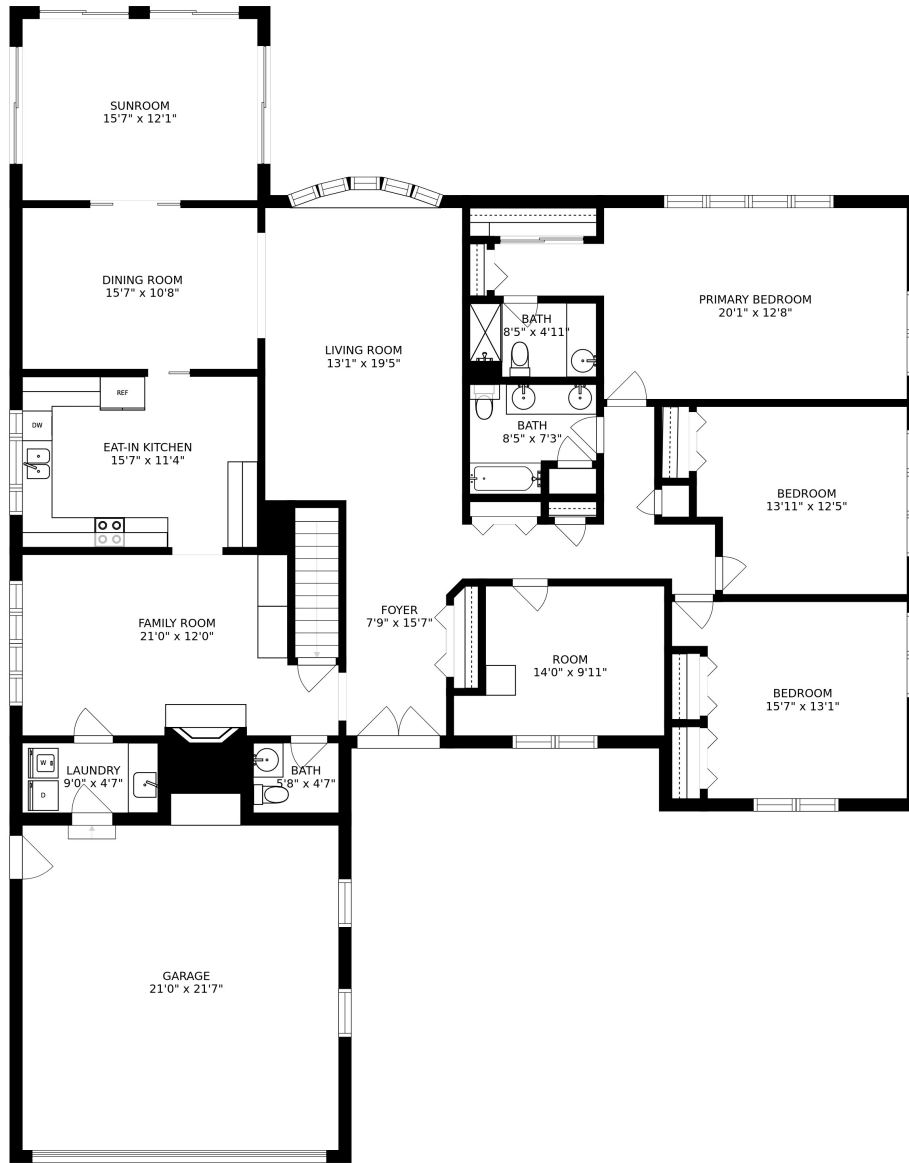 SUNROOM
15'7" x 12'1"
DINING ROOM
15'7" x 10'8"
LIVING ROOM
13'1" x 19'5"
PRIMARY BEDROOM
20'1" x 12'8"
BATH
8'5" x 4'11"
REF
DW
EAT-IN KITCHEN
15'7" x 11'4"
BATH
8'5" x 7'3"
BEDROOM
13'11" x 12'5"
FAMILY ROOM
21'0" x 12'0"
FOYER
7'9" x 15'7"
ROOM
14'0" x 9'11"
BEDROOM
15'7" x 13'1"
W
D
LAUNDRY
9'0" x 4'7"
BATH
5'8" x 4'7"
GARAGE
21'0" x 21'7"